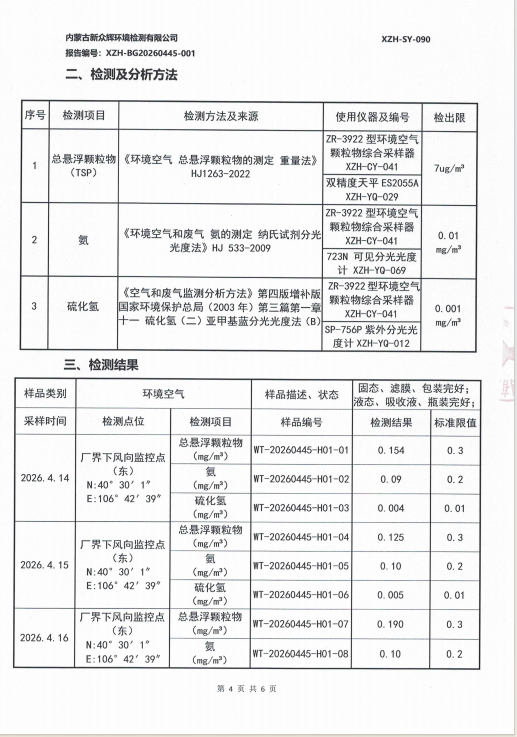 内蒙古新众辉环境检测有限公司 XZH-SY-090
报告编号：XZH-BG20260445-001
二、检测及分析方法
序号 检测项目 检测方法及来源 使用仪器及编号 检出限
1 总悬浮颗粒物（TSP） 《环境空气 总悬浮颗粒物的测定 重量法》HJ1263-2022 ZR-3922 型环境空气颗粒物综合采样器 XZH-CY-041 7ug/m³
双精度天平 ES2055A XZH-YQ-029
2 氨 《环境空气和废气 氨的测定 纳氏试剂分光光度法》HJ 533-2009 ZR-3922 型环境空气颗粒物综合采样器 XZH-CY-041 0.01 mg/m³
723N 可见分光光度计 XZH-YQ-069
3 硫化氢 《空气和废气监测分析方法》第四版增补版 国家环境保护总局（2003 年）第三篇第一章 十一 硫化氢（二）亚甲基蓝分光光度法（B） ZR-3922 型环境空气颗粒物综合采样器 XZH-CY-041 0.001 mg/m³
SP-756P 紫外分光光度计 XZH-YQ-012
三、检测结果
样品类别 环境空气 样品描述、状态 固态、滤膜、包装完好；
液态、吸收液、瓶装完好；
采样时间 检测点位 检测项目 样品编号 检测结果 标准限值
2026.4.14 厂界下风向监控点（东） N:40°30′1″ E:106°42′39″ 总悬浮颗粒物（mg/m³） WT-20260445-H01-01 0.154 0.3
氨（mg/m³） WT-20260445-H01-02 0.09 0.2
硫化氢（mg/m³） WT-20260445-H01-03 0.004 0.01
2026.4.15 厂界下风向监控点（东） N:40°30′1″ E:106°42′39″ 总悬浮颗粒物（mg/m³） WT-20260445-H01-04 0.125 0.3
氨（mg/m³） WT-20260445-H01-05 0.10 0.2
硫化氢（mg/m³） WT-20260445-H01-06 0.005 0.01
2026.4.16 厂界下风向监控点（东） N:40°30′1″ E:106°42′39″ 总悬浮颗粒物（mg/m³） WT-20260445-H01-07 0.190 0.3
氨（mg/m³） WT-20260445-H01-08 0.10 0.2
第 4 页 共 6 页